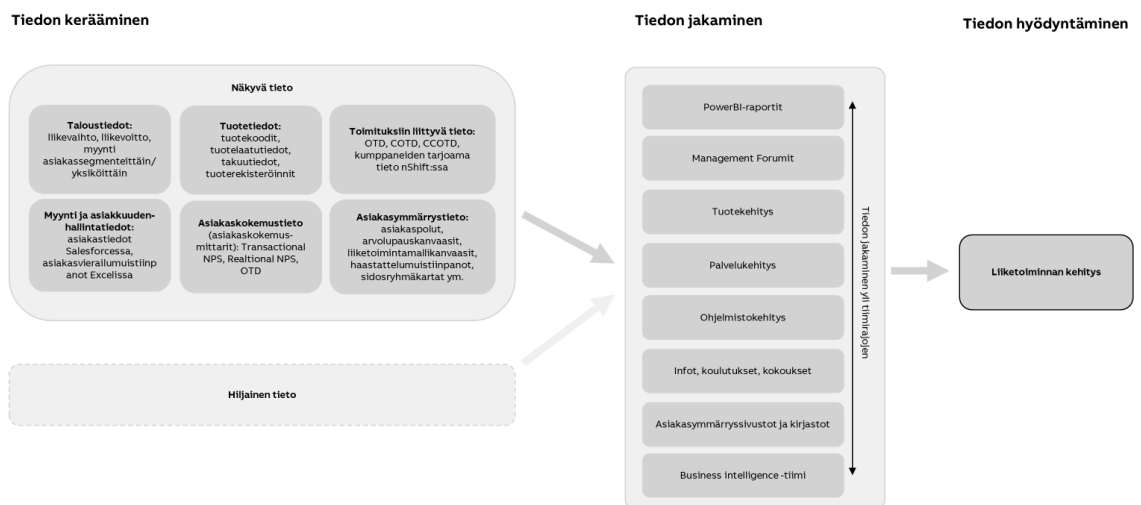 Tiedon kerääminen
Tiedon jakaminen
Tiedon hyödyntäminen
Näkyvä tieto
Taloustiedot:
liikevaihto, liikevoitto,
myynti
asiakassegmenteittäin/
yksiköittäin
Tuotetiedot:
tuotekoodit,
tuotelaatutiedot,
takuutiedot,
tuoterekisteröinnit
Toimituksiin liittyvä tieto:
OTD, COTD, CCOTD,
kumppaneiden tarjoama
tieto nShift:ssa
Myynti ja asiakkuuden-
hallintatiedot:
asiakastiedot
Salesforcessa,
asiakasvierailumuistiinp
anot Excelissa
Asiakaskokemustieto
(asiakaskokemus-
mittarit): Transactional
NPS, Realtional NPS,
OTD
Asiakasymmärrystieto:
asiakaspolut,
arvolupauskanvaasit,
liiketoimintamallikanvaasit,
haastattelumuistiinpanot,
sidosryhmäkartat ym.
Hiljainen tieto
PowerBI-raportit
Management Forumit
Tuotekehitys
Palvelukehitys
Ohjelmistokehitys
Infot, koulutukset, kokoukset
Asiakasymmärryssivustot ja kirjastot
Business intelligence -tiimi
Tiedon jakaminen yli tiimirajojen
Liiketoiminnan kehitys